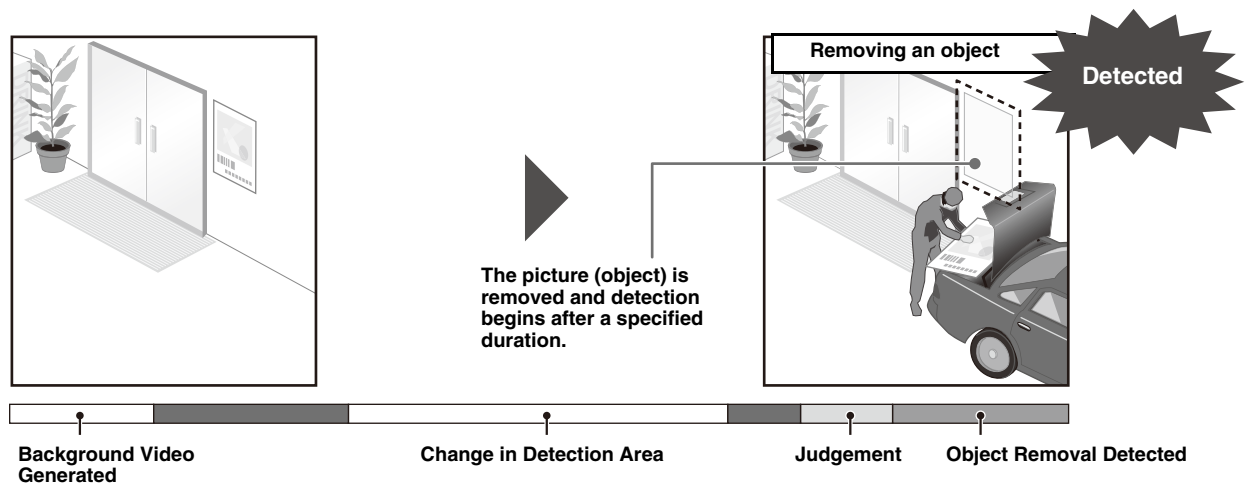 Removing an object
Detected
The picture (object) is
removed and detection
begins after a specified
duration.
Background Video
Generated
Change in Detection Area
Judgement
Object Removal Detected